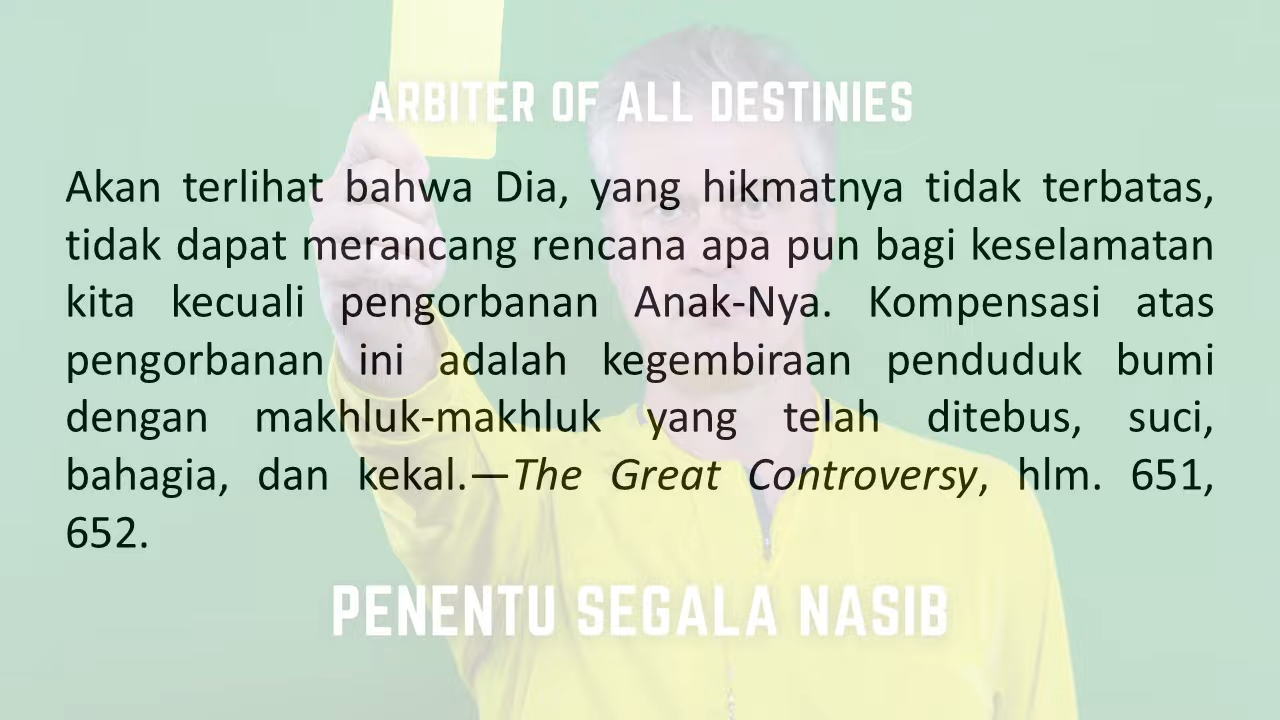 ARBITER OF ALL DESTINIES
Akan terlihat bahwa Dia, yang hikmatnya tidak terbatas,
tidak dapat merancang rencana apa pun bagi keselamatan
kita kecuali pengorbanan Anak-Nya. Kompensasi atas
pengorbanan ini adalah kegembiraan penduduk bumi
dengan makhluk-makhluk yang telah ditebus, suci,
bahagia, dan kekal.—The Great Controversy, hlm. 651,
652.
PENENTU SEGALA NASIB